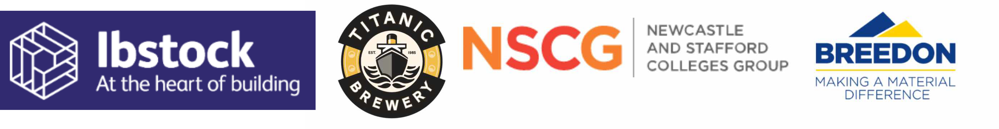 Ibstock
At the heart of building
TITANIC
EST. 1985
BREWERY
NSCG
NEWCASTLE
AND STAFFORD
COLLEGES GROUP
BREEDON
MAKING A MATERIAL
DIFFERENCE